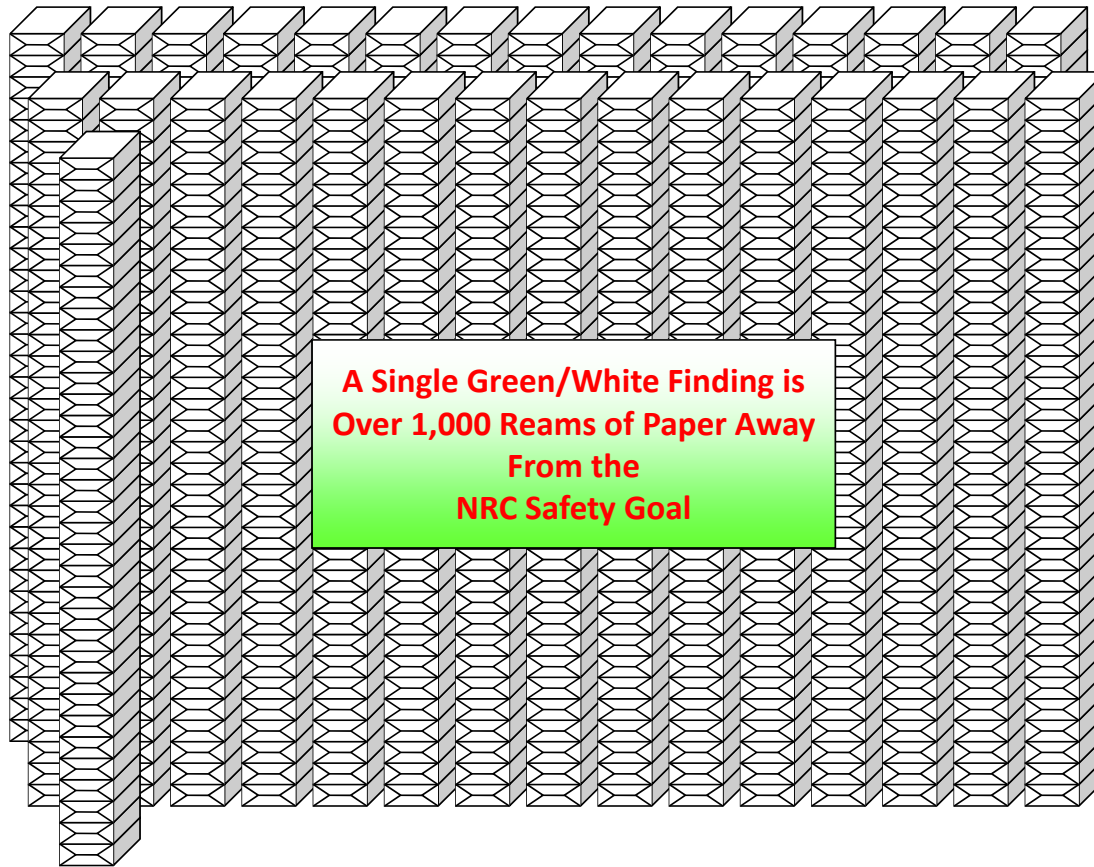 A Single Green/White Finding is
Over 1,000 Reams of Paper Away
From the
NRC Safety Goal